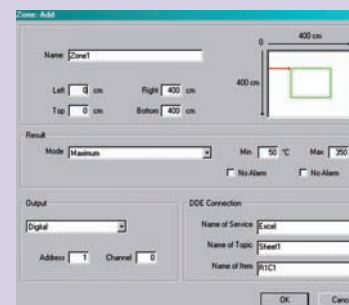 Zone: Add
Name: Zone1
Left 0 cm Right 400 cm
Top 0 cm Bottom 400 cm
0 400 cm
400 cm
Result
Mode Maximum Min 50 °C Max 350
No Alarm No Alarm
Output
Digital
Address 1 Channel 0
DDE Connection
Name of Service Excel
Name of Topic Sheet1
Name of Item R1C1
OK Canc